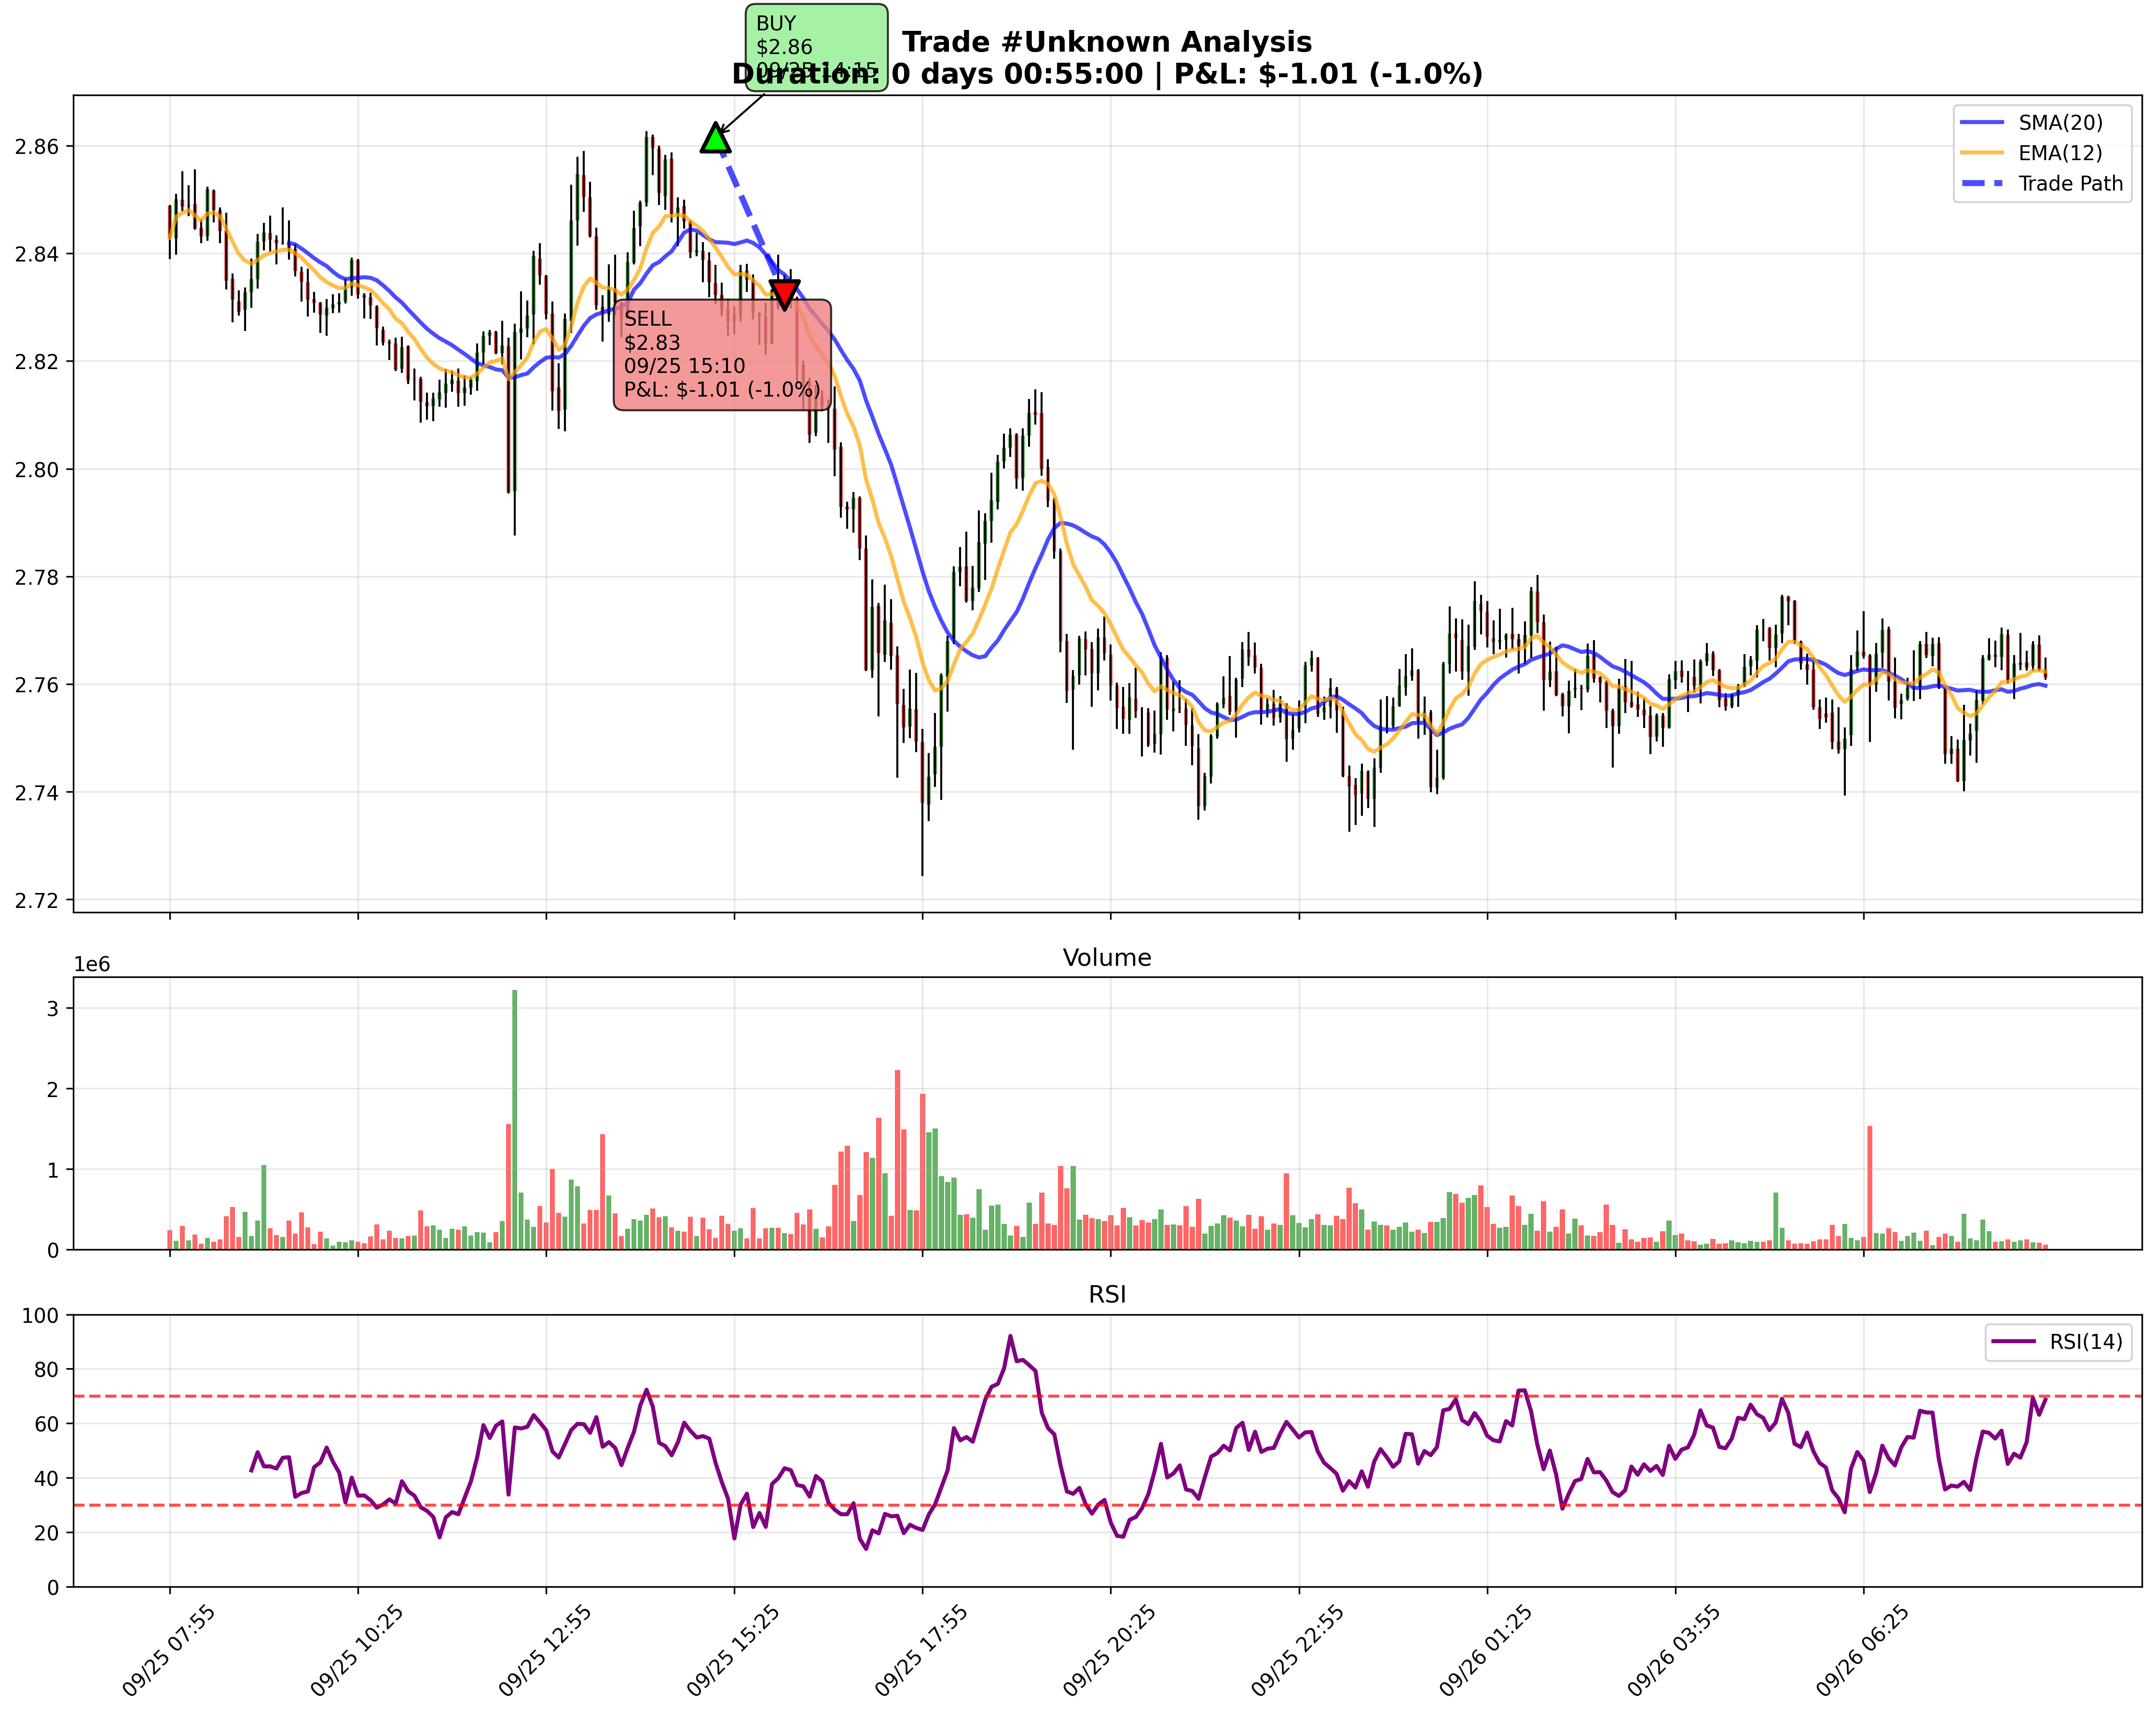 BUY
$2.86
09/25 14:15
Trade #Unknown Analysis
Duration: 0 days 00:55:00 | P&L: $-1.01 (-1.0%)
SMA(20)
EMA(12)
Trade Path
2.86
2.84
2.82
2.80
2.78
2.76
2.74
2.72
SELL
$2.83
09/25 15:10
P&L: $-1.01 (-1.0%)
Volume
1e6
3
2
1
0
RSI
RSI(14)
100
80
60
40
20
0
09/25 07:55
09/25 10:25
09/25 12:55
09/25 15:25
09/25 17:55
09/25 20:25
09/25 22:55
09/26 01:25
09/26 03:55
09/26 06:25